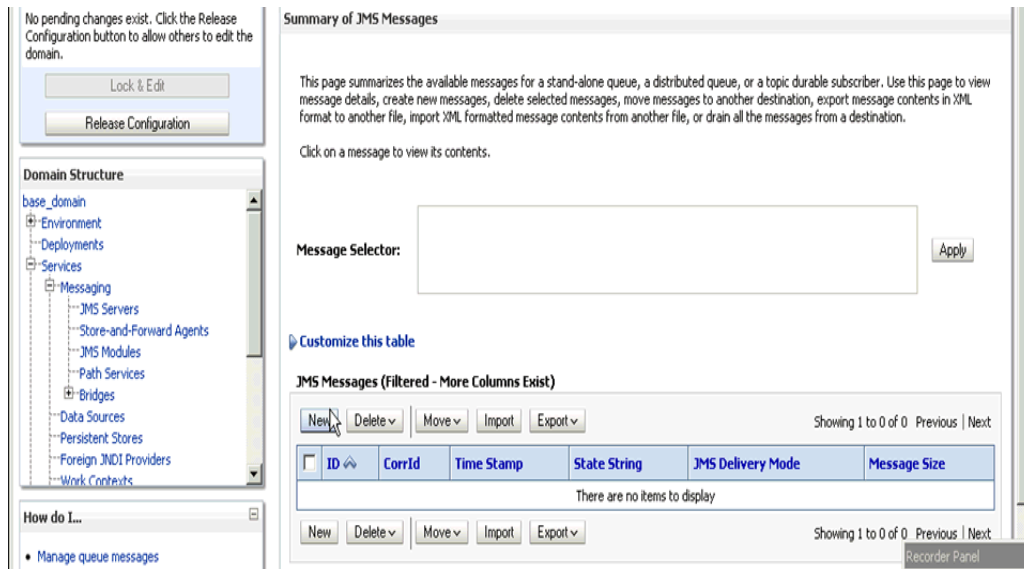 No pending changes exist. Click the Release
Configuration button to allow others to edit the
domain.
Lock & Edit
Release Configuration
Domain Structure
base_domain
Environment
Deployments
Services
Messaging
JMS Servers
Store-and-Forward Agents
JMS Modules
Path Services
Bridges
Data Sources
Persistent Stores
Foreign JNDI Providers
Work Contexts
How do I...
Manage queue messages
Summary of JMS Messages
This page summarizes the available messages for a stand-alone queue, a distributed queue, or a topic durable subscriber. Use this page to view
message details, create new messages, delete selected messages, move messages to another destination, export message contents in XML
format to another file, import XML formatted message contents from another file, or drain all the messages from a destination.
Click on a message to view its contents.
Message Selector:
Apply
Customize this table
JMS Messages (Filtered - More Columns Exist)
New Delete Move Import Export Showing 1 to 0 of 0 Previous | Next
ID CorrId Time Stamp State String JMS Delivery Mode Message Size
There are no items to display
New Delete Move Import Export Showing 1 to 0 of 0 Previous | Next
Recorder Panel